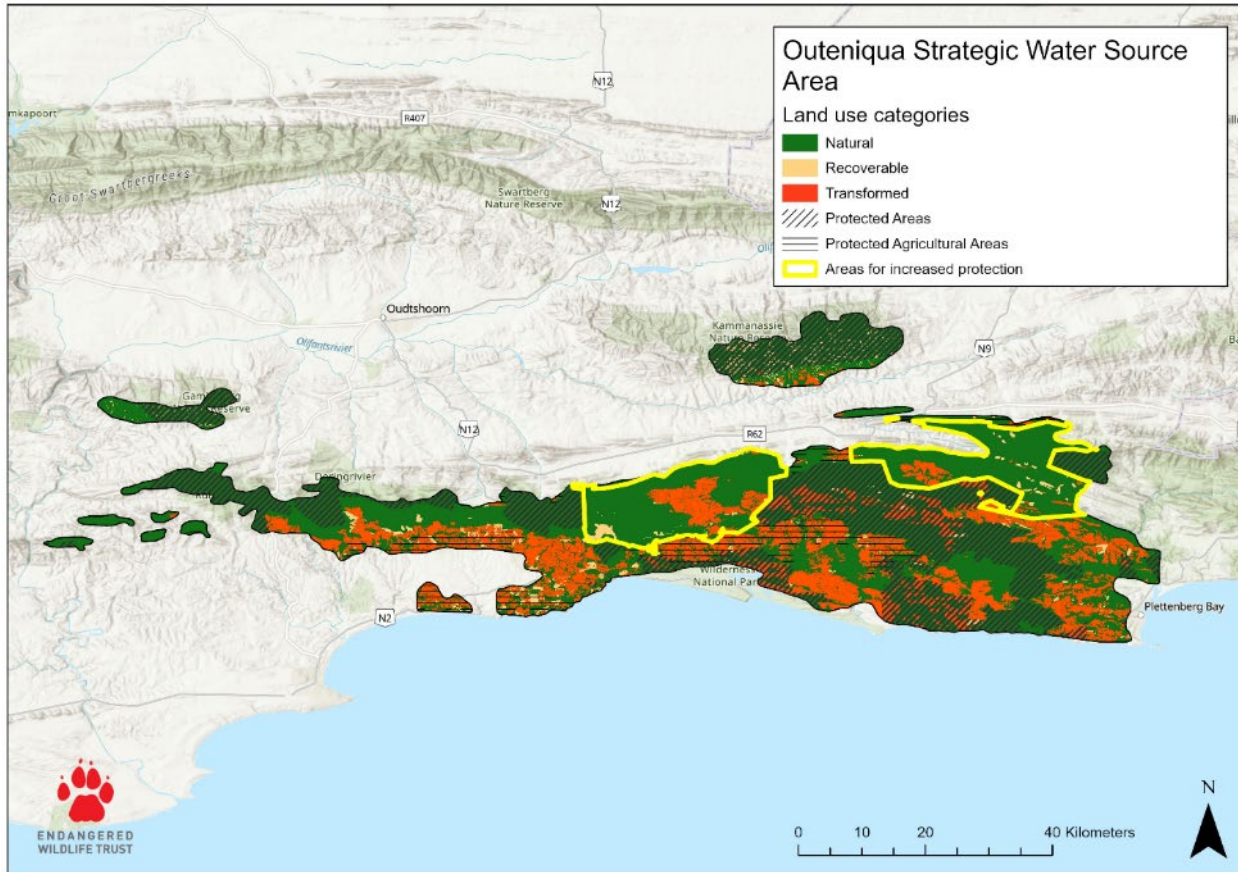 Outeniqua Strategic Water Source
Area
Land use categories
Natural
Recoverable
Transformed
Protected Areas
Protected Agricultural Areas
Areas for increased protection
N12
mkapoort
R407
Groot Swartbergreeks
Swartberg
Nature Reserve
N12
Oudtshoorn
Olifantsrivier
Kammanassie
N9
N12
R62
N2
Wilderness
National Park
Plettenberg Bay
ENDANGERED
WILDLIFE TRUST
0 10 20 40 Kilometers
N